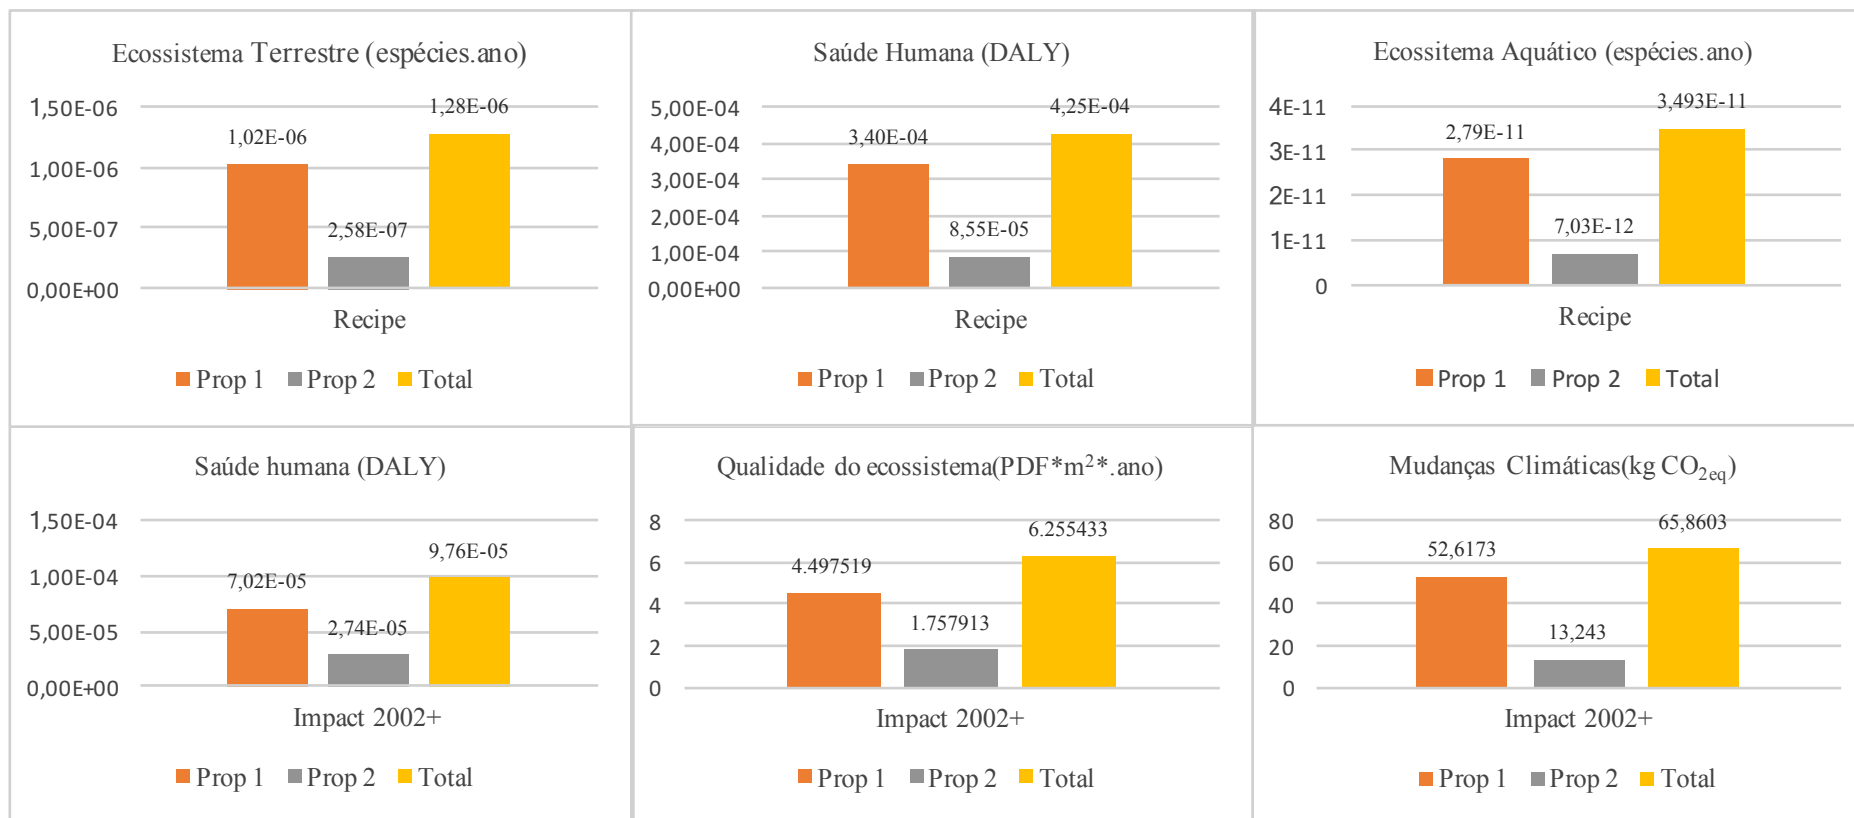 Ecossistema Terrestre (espécies.ano)
1,50E-06
1,00E-06
5,00E-07
0,00E+00
1,02E-06
2,58E-07
1,28E-06
Recipe
Prop 1 Prop 2 Total
Saúde Humana (DALY)
5,00E-04
4,00E-04
3,00E-04
2,00E-04
1,00E-04
0,00E+00
3,40E-04
8,55E-05
4,25E-04
Recipe
Prop 1 Prop 2 Total
Ecossitema Aquático (espécies.ano)
4E-11
3E-11
2E-11
1E-11
0
2,79E-11
7,03E-12
3,493E-11
Recipe
Prop 1 Prop 2 Total
Saúde humana (DALY)
1,50E-04
1,00E-04
5,00E-05
0,00E+00
7,02E-05
2,74E-05
9,76E-05
Impact 2002+
Prop 1 Prop 2 Total
Qualidade do ecossistema(PDF*m²*.ano)
8
6
4
2
0
4.497519
1.757913
6.255433
Impact 2002+
Prop 1 Prop 2 Total
Mudanças Climáticas(kg CO₂eq)
80
60
40
20
0
52,6173
13,243
65,8603
Impact 2002+
Prop 1 Prop 2 Total